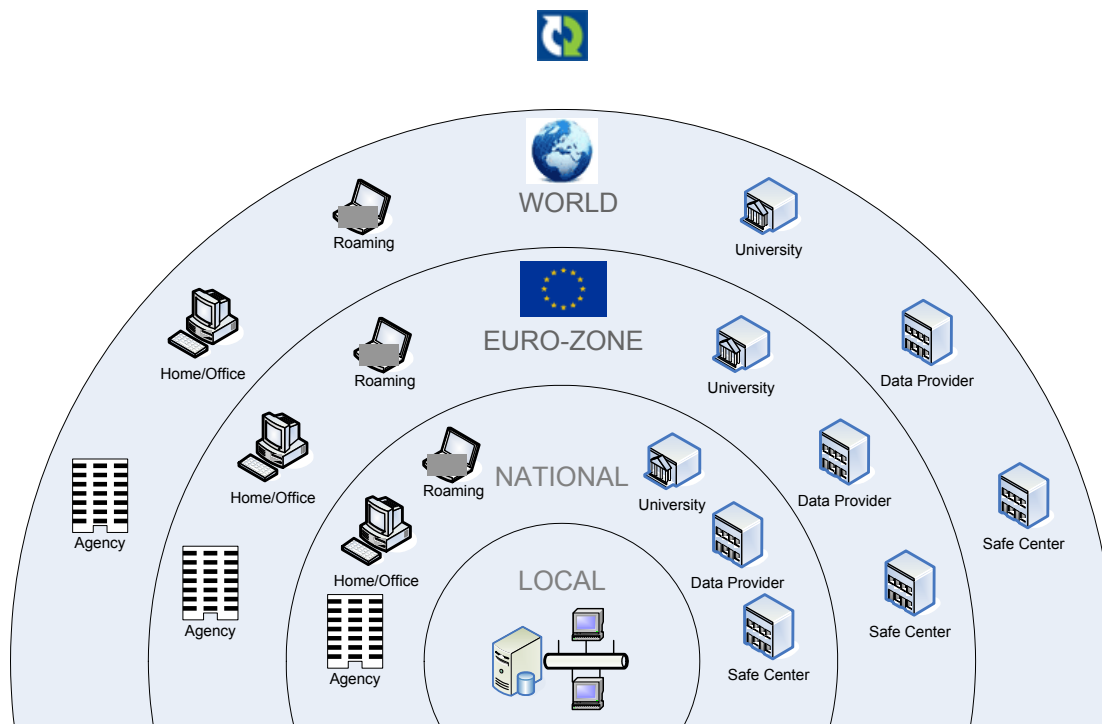 WORLD
Roaming
University
EURO-ZONE
Home/Office
Roaming
University
Data Provider
NATIONAL
Home/Office
Roaming
University
Data Provider
Agency
Safe Center
LOCAL
Home/Office
Data Provider
Agency
Safe Center
Agency
Safe Center